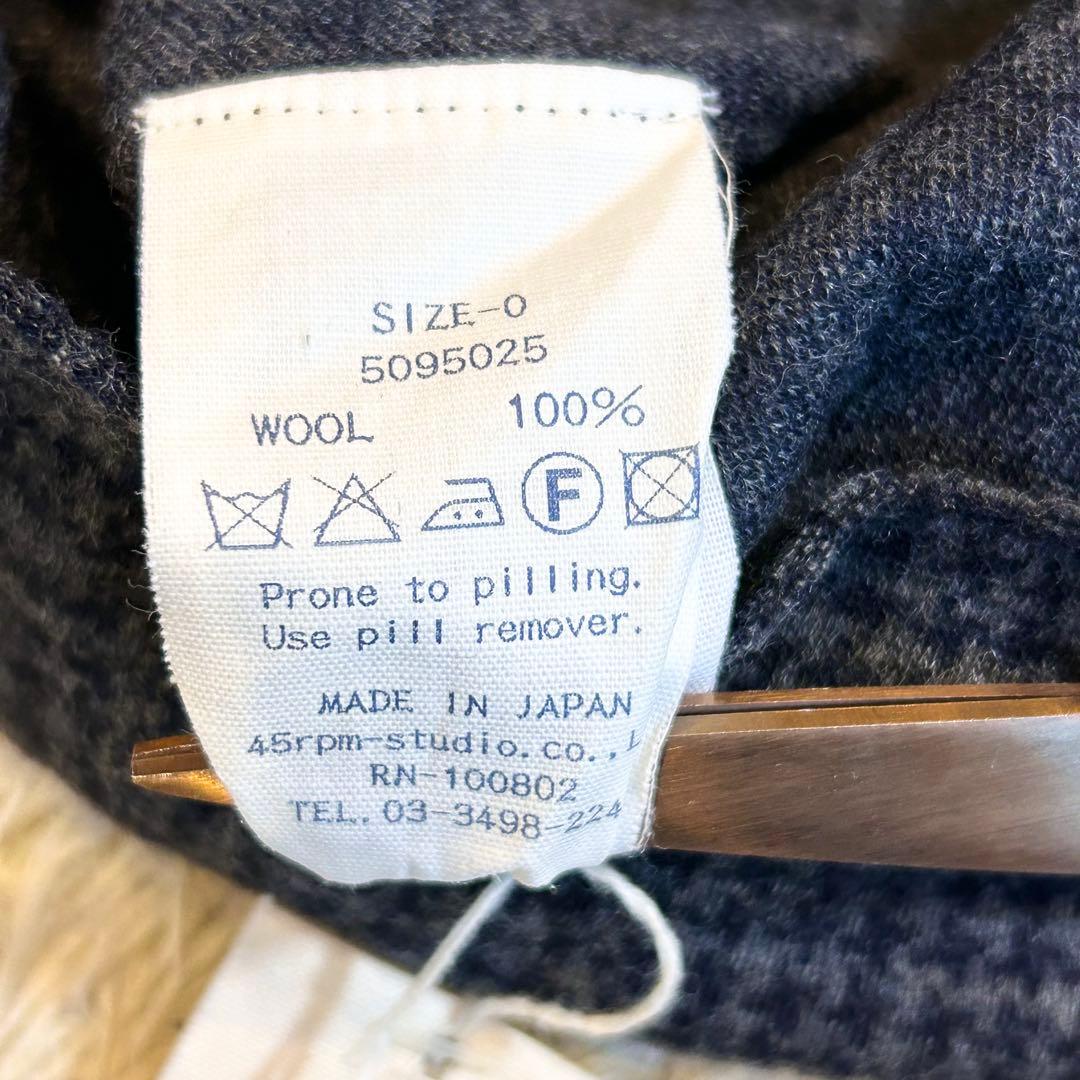 SIZE-0
5095025
WOOL 100%
F
Prone to pilling.
Use pill remover.
MADE IN JAPAN
45rpm-studio.co.,L
RN-100802
TEL. 03-3498-224